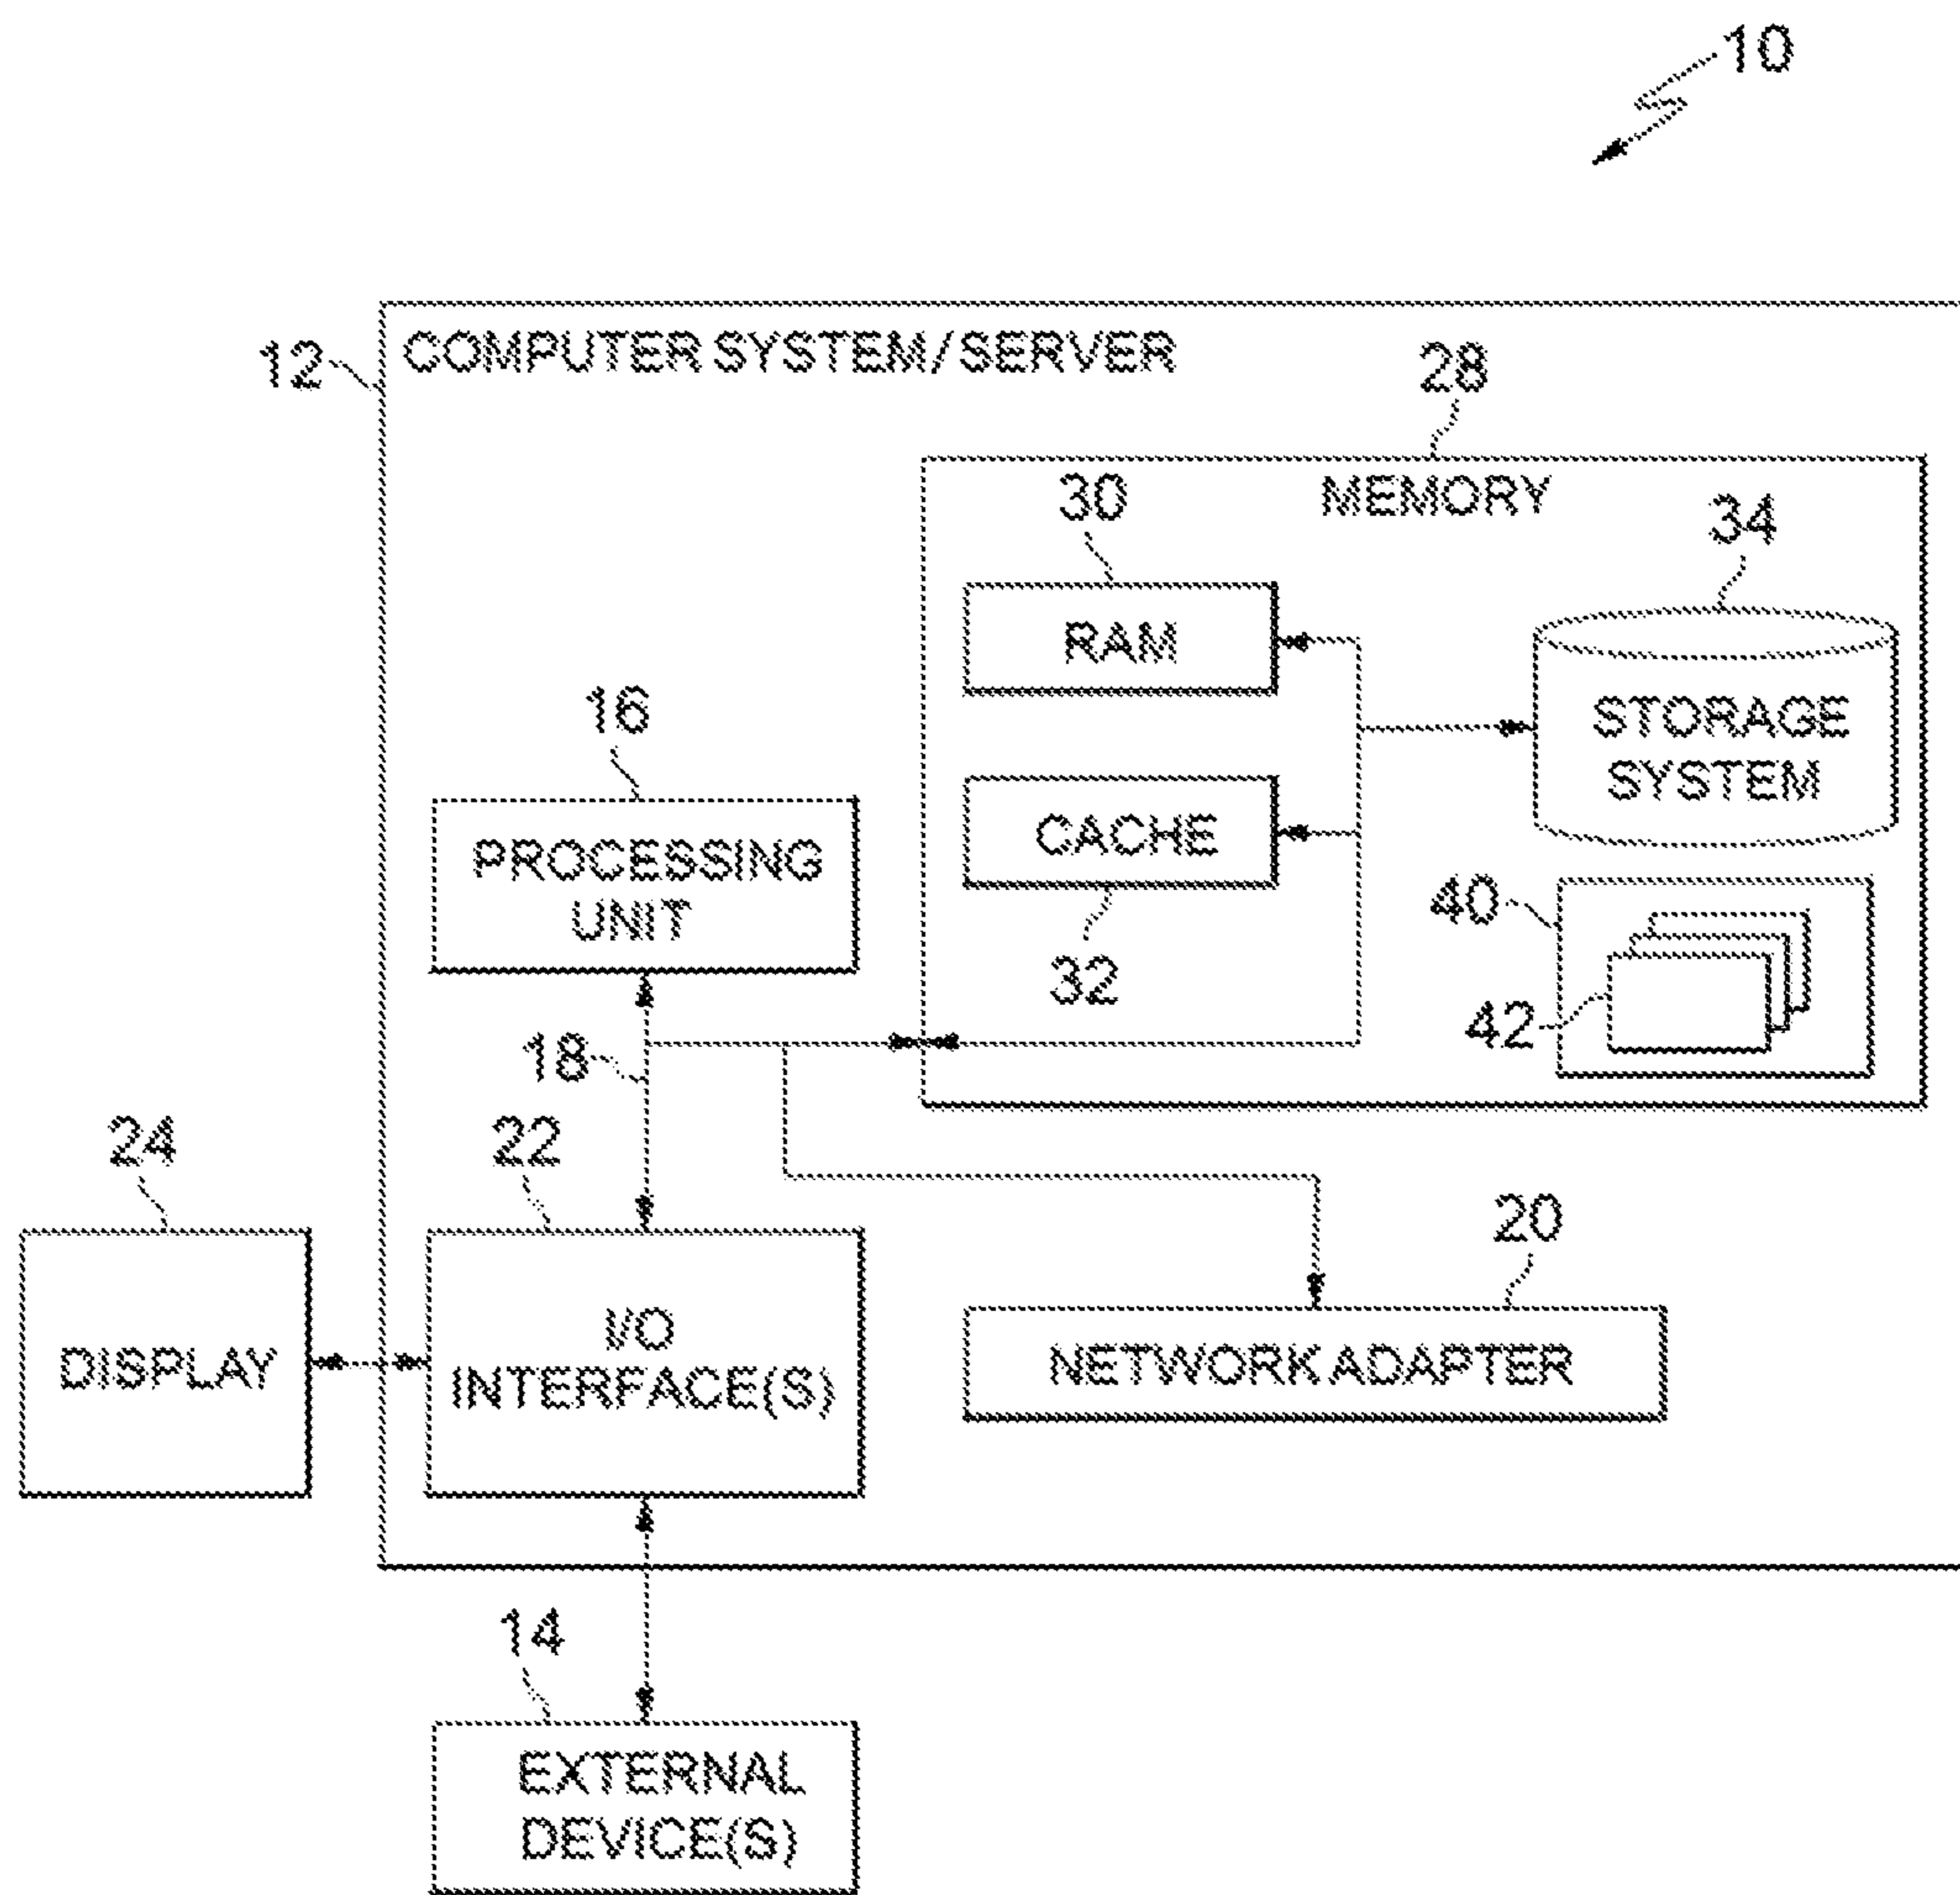 10
12
COMPUTER SYSTEM/SERVER
28
MEMORY
30
34
RAM
STORAGE
SYSTEM
16
CACHE
PROCESSING
UNIT
40
32
42
18
24
22
20
I/O
INTERFACE(S)
DISPLAY
NETWORK ADAPTER
14
EXTERNAL
DEVICE(S)